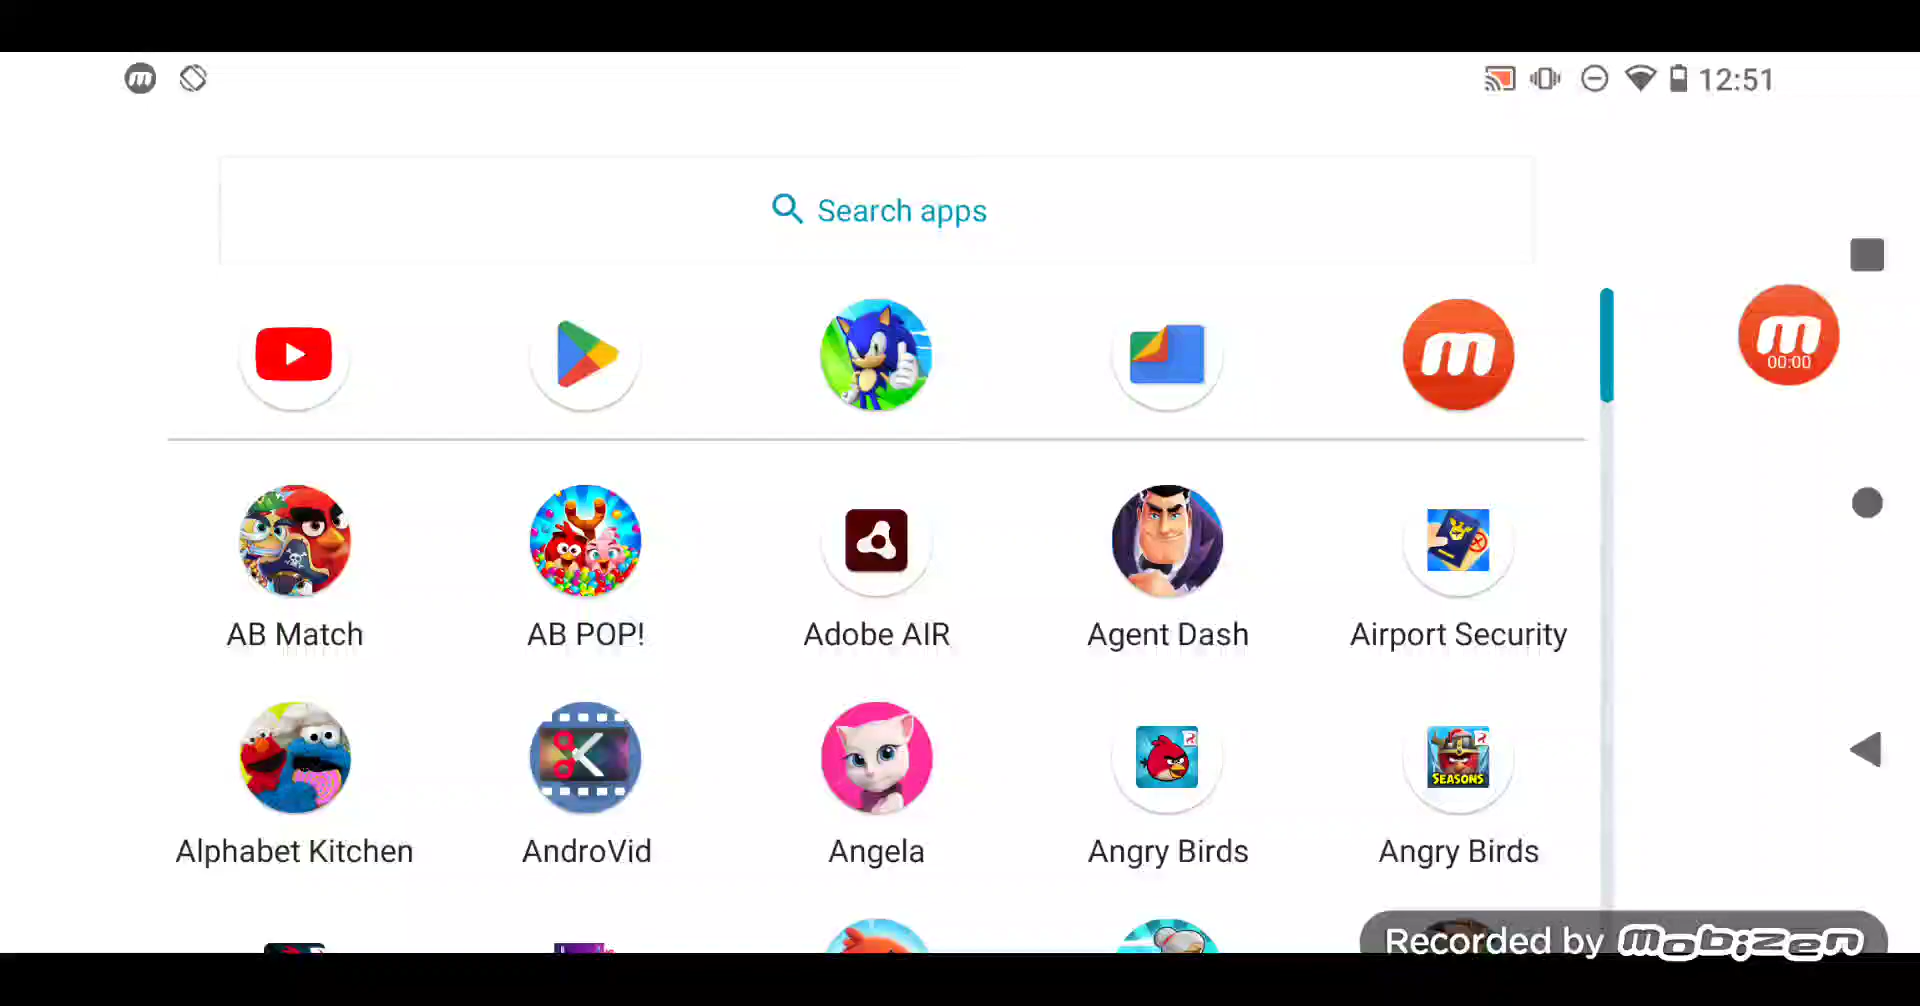 12:51
Search apps
00:00
AB Match
AB POP!
Adobe AIR
Agent Dash
Airport Security
SEASONS
Alphabet Kitchen
AndroVid
Angela
Angry Birds
Angry Birds
Recorded by mobizen